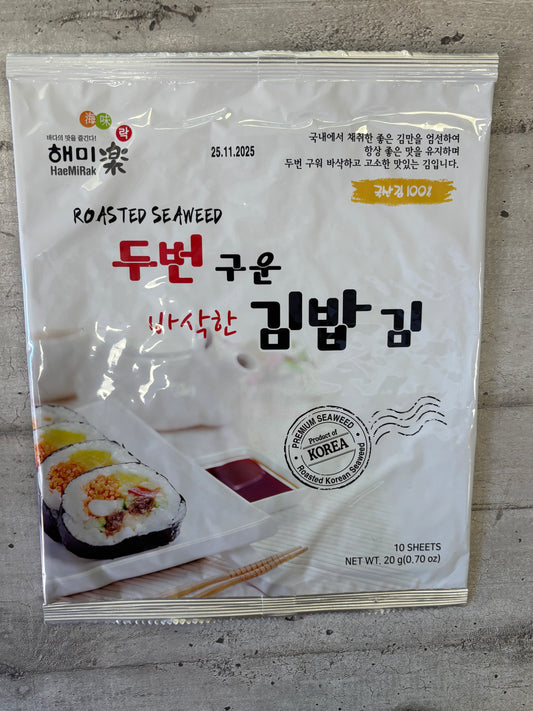 海味
락
바다의 맛을 즐긴다!
해미樂
HaeMiRak
25.11.2025
국내에서 채취한 좋은 김만을 엄선하여
항상 좋은 맛을 유지하며
두번 구워 바삭하고 고소한 맛있는 김입니다.
국산 김 100%
ROASTED SEAWEED
두번 구운
바삭한 김밥 김
PREMIUM SEAWEED
Product of
KOREA
Roasted Korean Seaweed
10 SHEETS
NET WT. 20 g(0.70 oz)